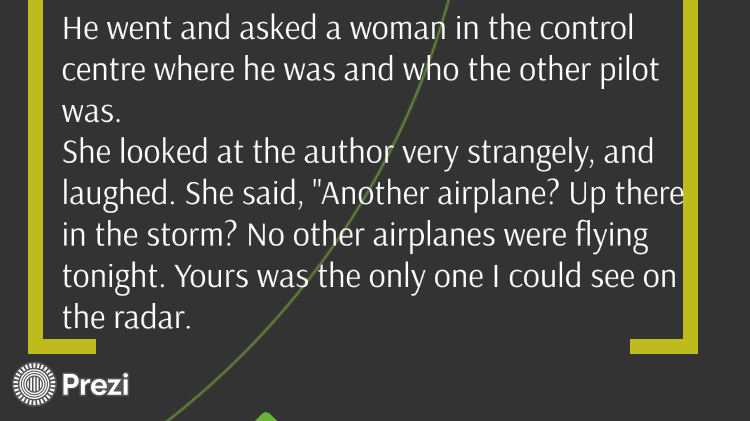 He went and asked a woman in the control
centre where he was and who the other pilot
was.
She looked at the author very strangely, and
laughed. She said, "Another airplane? Up there
in the storm? No other airplanes were flying
tonight. Yours was the only one I could see on
the radar.
Prezi